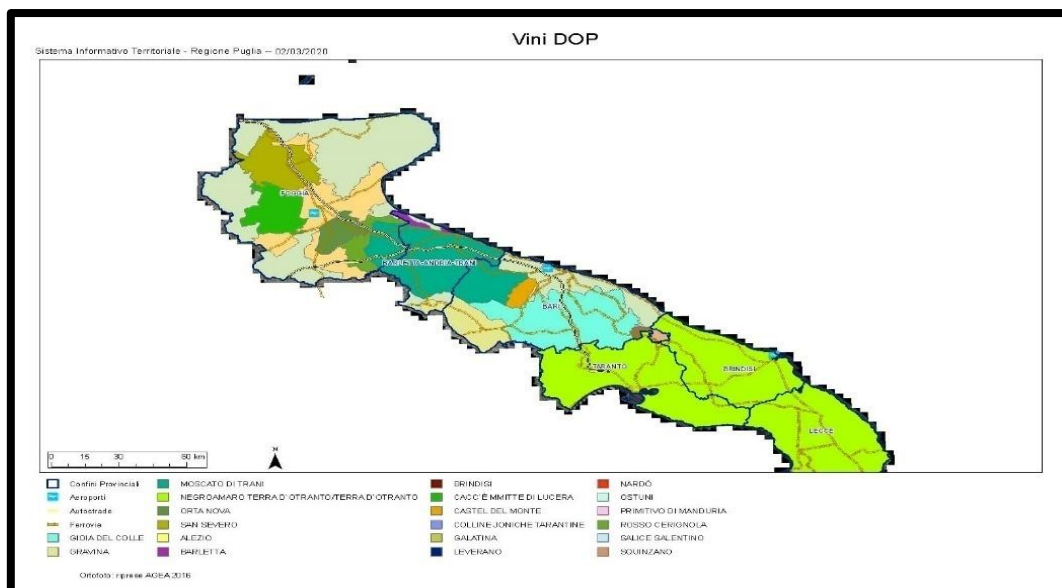 Vini DOP
Sistema Informativo Territoriale - Regione Puglia -- 02/03/2020
FOGGIA
BARLETTA-ANDRIA-TRANI
BARI
TARANTO
BRINDISI
LECCE
0 15 30 60 km
N
Confini Provinciali
Aeroporti
Autostrade
Ferrovie
GIOIA DEL COLLE
GRAVINA
MOSCATO DI TRANI
NEGROAMARO TERRA D'OTRANTO/TERRA D'OTRANTO
ORTA NOVA
SAN SEVERO
ALEZIO
BARLETTA
BRINDISI
CACC'È MMITTE DI LUCERA
CASTEL DEL MONTE
COLLINE JONICHE TARANTINE
GALATINA
LEVERANO
NARDÒ
OSTUNI
PRIMITIVO DI MANDURIA
ROSSO CERIGNOLA
SALICE SALENTINO
SQUINZANO
Ortofoto: riprese AGEA 2016